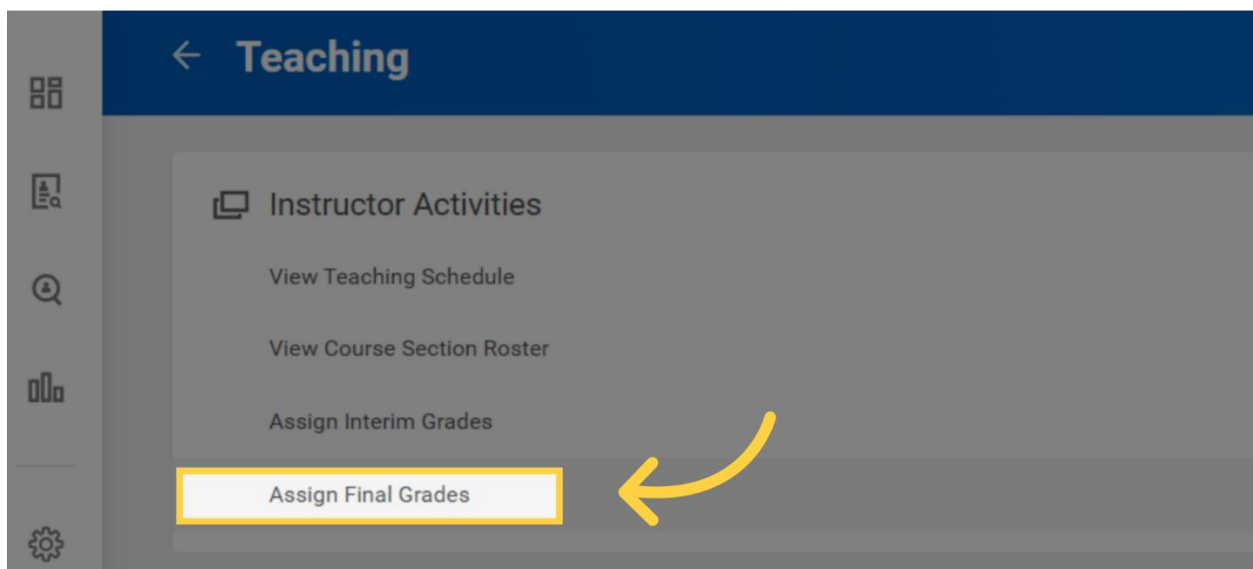 Teaching
Instructor Activities
View Teaching Schedule
View Course Section Roster
Assign Interim Grades
Assign Final Grades